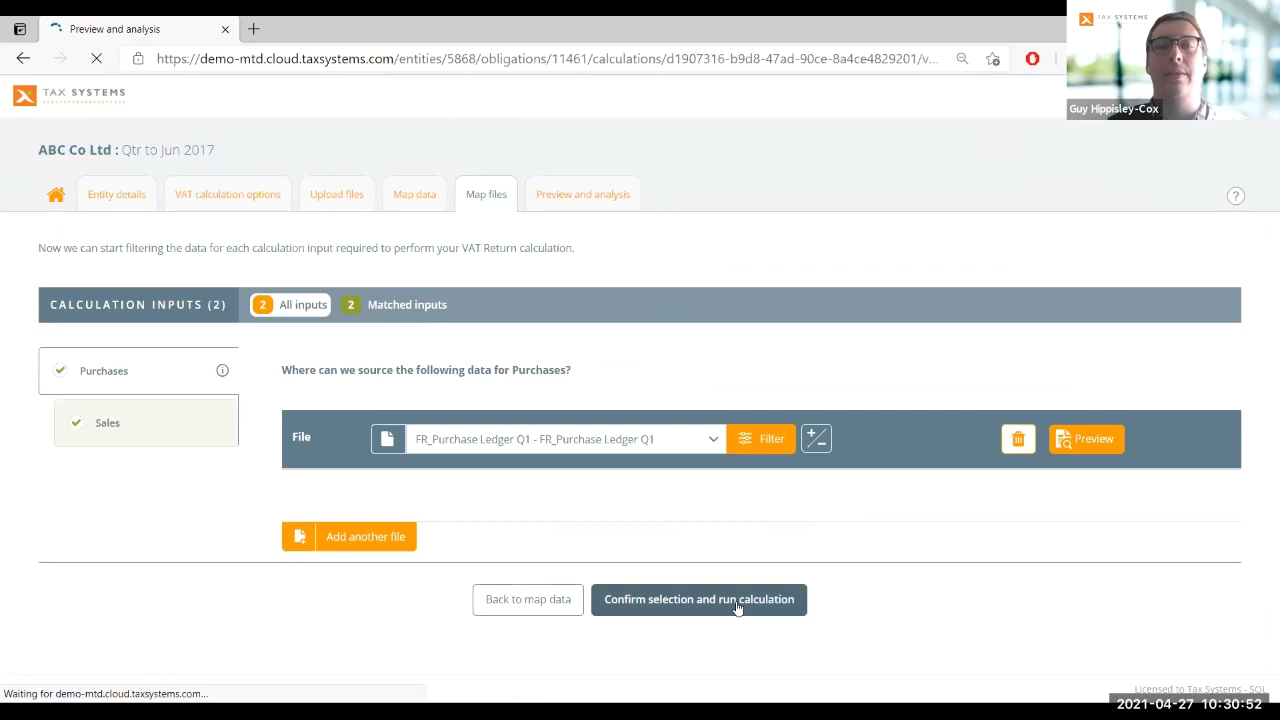 Preview and analysis
https://demo-mtd.cloud.taxsystems.com/entities/5868/obligations/11461/calculations/d1907316-b9d8-47ad-90ce-8a4ce4829201/v...
TAX SYSTEMS
Guy Hippisley-Cox
TAX SYSTEMS
ABC Co Ltd : Qtr to Jun 2017
Entity details
VAT calculation options
Upload files
Map data
Map files
Preview and analysis
?
Now we can start filtering the data for each calculation input required to perform your VAT Return calculation.
CALCULATION INPUTS (2)
2 All inputs
2 Matched inputs
Purchases
Sales
Where can we source the following data for Purchases?
File
FR_Purchase Ledger Q1 - FR_Purchase Ledger Q1
Filter
Preview
Add another file
Back to map data
Confirm selection and run calculation
Waiting for demo-mtd.cloud.taxsystems.com...
Licensed to Tax Systems - SQL
2021-04-27 10:30:52